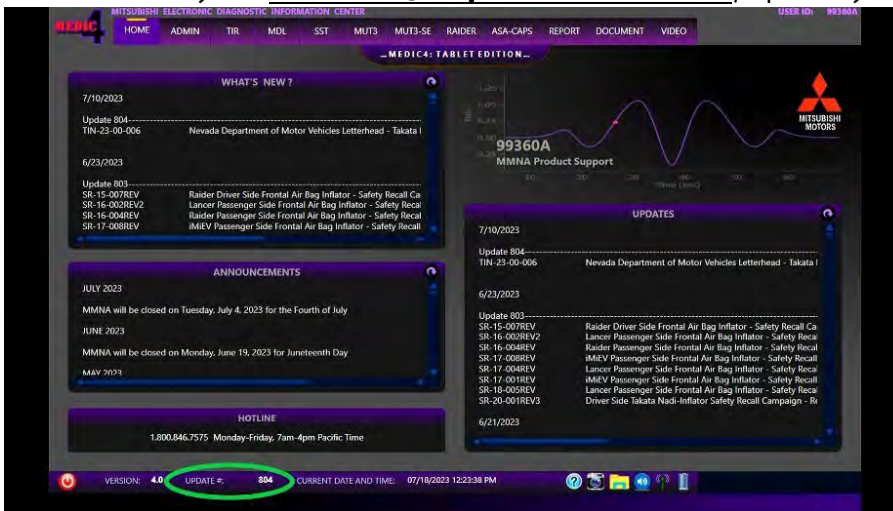 MITSUBISHI ELECTRONIC DIAGNOSTIC INFORMATION CENTER
USER ID: 99360A
MEDIC 4
HOME ADMIN TIR MDL SST MUT3 MUT3-SE RAIDER ASA-CAPS REPORT DOCUMENT VIDEO
...MEDIC4: TABLET EDITION...
WHAT'S NEW ?
7/10/2023
Update 804
TIN-23-00-006 Nevada Department of Motor Vehicles Letterhead - Takata
6/23/2023
Update 803
SR-15-007REV Raider Driver Side Frontal Air Bag Inflator - Safety Recall Ca
SR-16-002REV2 Lancer Passenger Side Frontal Air Bag Inflator - Safety Recal
SR-16-004REV Raider Passenger Side Frontal Air Bag Inflator - Safety Recal
SR-17-008REV iMiEV Passenger Side Frontal Air Bag Inflator - Safety Recall
ANNOUNCEMENTS
JULY 2023
MMNA will be closed on Tuesday, July 4, 2023 for the Fourth of July
JUNE 2023
MMNA will be closed on Monday, June 19, 2023 for Juneteenth Day
MAY 2023
HOTLINE
1.800.846.7575 Monday-Friday, 7am-4pm Pacific Time
99360A
MMNA Product Support
Time (sec)
MITSUBISHI
MOTORS
UPDATES
7/10/2023
Update 804
TIN-23-00-006 Nevada Department of Motor Vehicles Letterhead - Takata
6/23/2023
Update 803
SR-15-007REV Raider Driver Side Frontal Air Bag Inflator - Safety Recall Ca
SR-16-002REV2 Lancer Passenger Side Frontal Air Bag Inflator - Safety Recal
SR-16-004REV Raider Passenger Side Frontal Air Bag Inflator - Safety Recal
SR-17-008REV iMiEV Passenger Side Frontal Air Bag Inflator - Safety Recall
SR-17-004REV Lancer Passenger Side Frontal Air Bag Inflator - Safety Recal
SR-17-001REV iMiEV Passenger Side Frontal Air Bag Inflator - Safety Recall
SR-18-005REV Lancer Passenger Side Frontal Air Bag Inflator - Safety Recal
SR-20-001REV3 Driver Side Takata Nadi-Inflator Safety Recall Campaign - Re
6/21/2023
VERSION: 4.0 UPDATE #: 804 CURRENT DATE AND TIME: 07/18/2023 12:23:38 PM